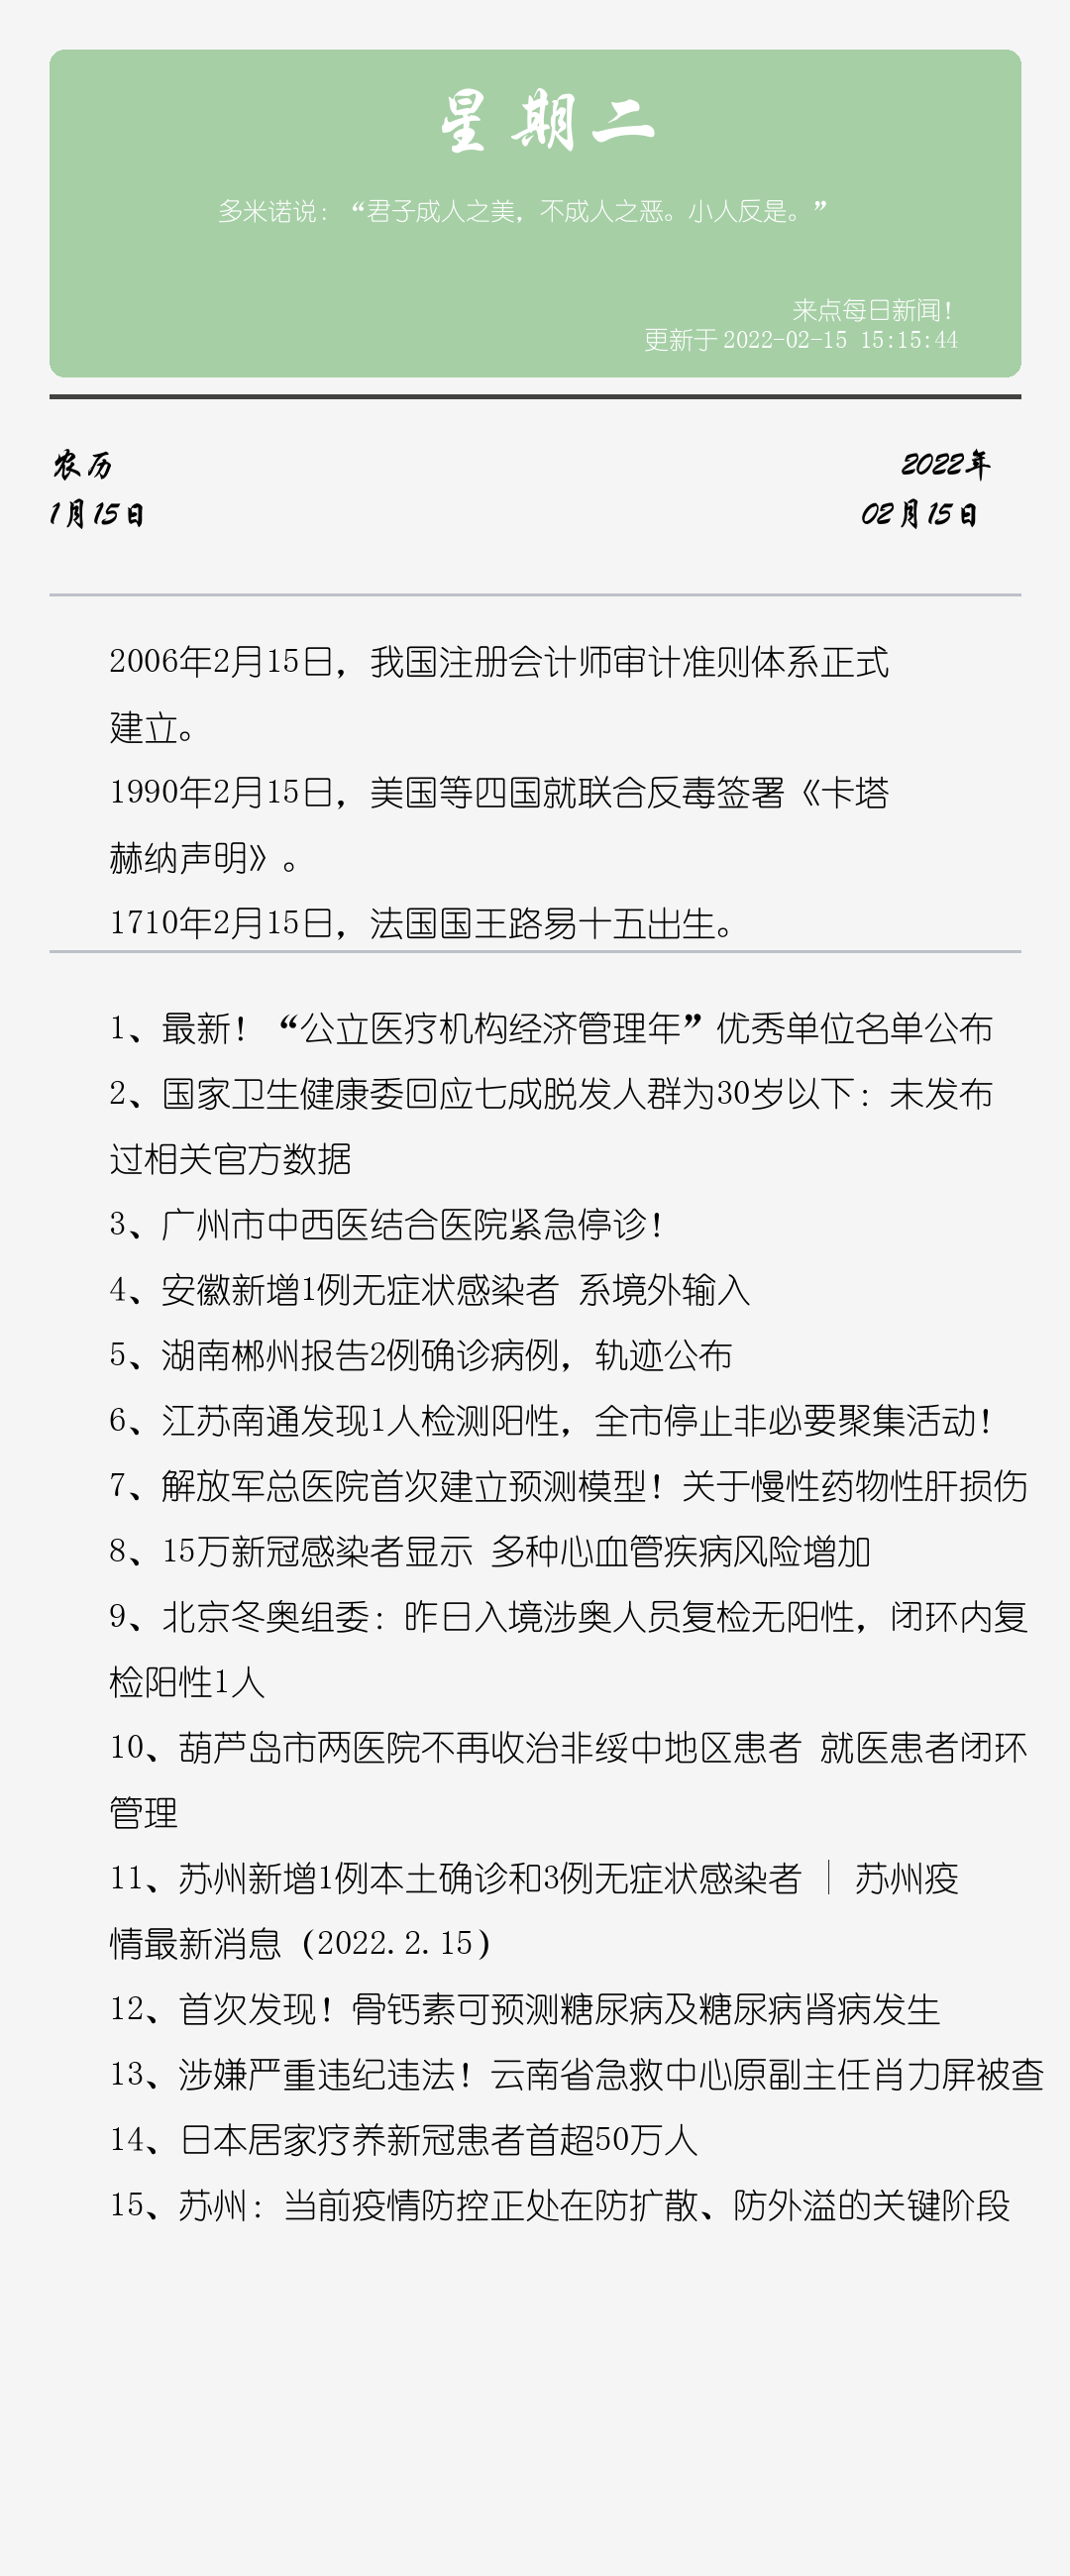 星期二
多米诺说：“君子成人之美，不成人之恶。小人反是。”
来点每日新闻！
更新于 2022-02-15 15:15:44
农历
2022年
1月15日
02月15日
2006年2月15日，我国注册会计师审计准则体系正式
建立。
1990年2月15日，美国等四国就联合反毒签署《卡塔
赫纳声明》。
1710年2月15日，法国国王路易十五出生。
1、最新！“公立医疗机构经济管理年”优秀单位名单公布
2、国家卫生健康委回应七成脱发人群为30岁以下：未发布
过相关官方数据
3、广州市中西医结合医院紧急停诊！
4、安徽新增1例无症状感染者 系境外输入
5、湖南郴州报告2例确诊病例，轨迹公布
6、江苏南通发现1人检测阳性，全市停止非必要聚集活动！
7、解放军总医院首次建立预测模型！关于慢性药物性肝损伤
8、15万新冠感染者显示 多种心血管疾病风险增加
9、北京冬奥组委：昨日入境涉奥人员复检无阳性，闭环内复
检阳性1人
10、葫芦岛市两医院不再收治非绥中地区患者 就医患者闭环
管理
11、苏州新增1例本土确诊和3例无症状感染者 | 苏州疫
情最新消息（2022.2.15）
12、首次发现！骨钙素可预测糖尿病及糖尿病肾病发生
13、涉嫌严重违纪违法！云南省急救中心原副主任肖力屏被查
14、日本居家疗养新冠患者首超50万人
15、苏州：当前疫情防控正处在防扩散、防外溢的关键阶段